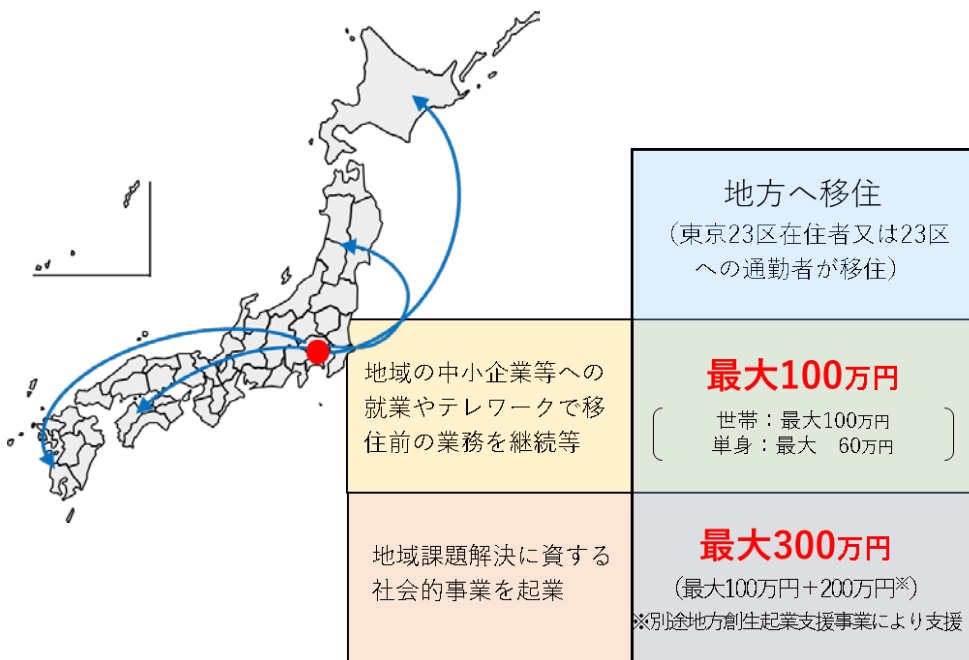 地方へ移住
（東京23区在住者又は23区
への通勤者が移住）
地域の中小企業等への
就業やテレワークで移
住前の業務を継続等
最大100万円
世帯：最大100万円
単身：最大　60万円
地域課題解決に資する
社会的事業を起業
最大300万円
（最大100万円＋200万円※）
※別途地方創生起業支援事業により支援